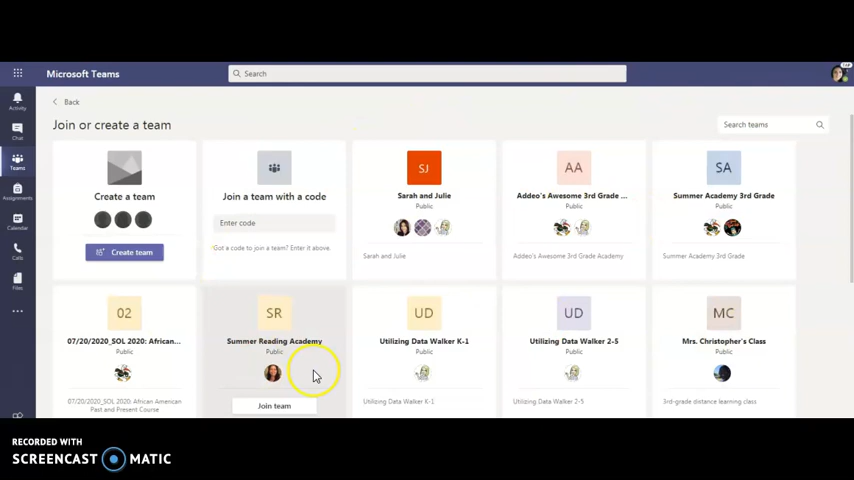 Microsoft Teams
Search
Activity
Chat
Teams
Assignments
Calendar
Calls
Files
Back
Join or create a team
Search teams
Create a team
Create team
Join a team with a code
Enter code
Got a code to join a team? Enter it above.
SJ
Sarah and Julie
Public
Sarah and Julie
AA
Addeo's Awesome 3rd Grade ...
Public
Addeo's Awesome 3rd Grade Academy
SA
Summer Academy 3rd Grade
Public
Summer Academy 3rd Grade
02
07/20/2020_SOL 2020: African...
Public
07/20/2020_SOL 2020: African American
Past and Present Course
SR
Summer Reading Academy
Public
Join team
UD
Utilizing Data Walker K-1
Public
Utilizing Data Walker K-1
UD
Utilizing Data Walker 2-5
Public
Utilizing Data Walker 2-5
MC
Mrs. Christopher's Class
Public
3rd-grade distance learning class
RECORDED WITH
SCREENCAST MATIC